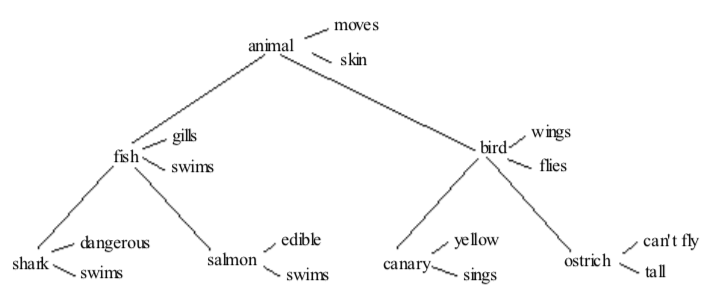 moves
animal
skin
gills
fish
swims
wings
bird
flies
dangerous
shark
swims
edible
salmon
swims
yellow
canary
sings
can't fly
ostrich
tall